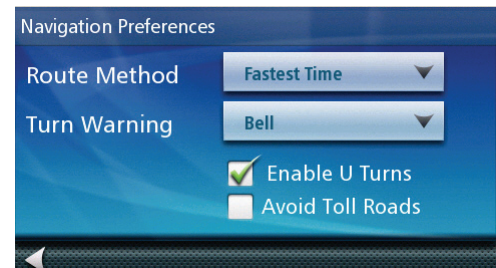 Navigation Preferences
Route Method Fastest Time
Turn Warning Bell
Enable U Turns
Avoid Toll Roads